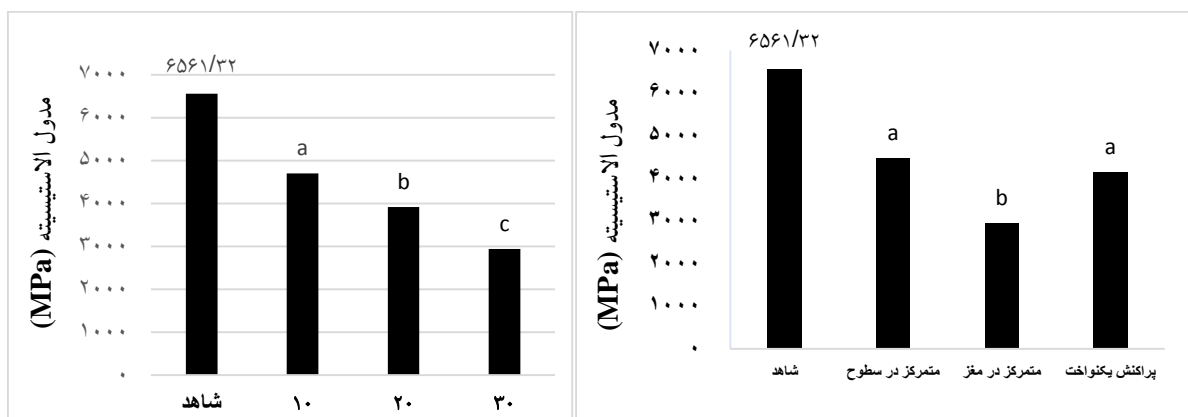 ۶۵۶۱/۳۲
۷۰۰۰
۶۰۰۰
۵۰۰۰
۴۰۰۰
۳۰۰۰
۲۰۰۰
۱۰۰۰
۰
مدول الاستیسیته (MPa)
a
b
c
شاهد
۱۰
۲۰
۳۰
۶۵۶۱/۳۲
۷۰۰۰
۶۰۰۰
۵۰۰۰
۴۰۰۰
۳۰۰۰
۲۰۰۰
۱۰۰۰
۰
مدول الاستیسیته (MPa)
a
b
a
شاهد
متمرکز در سطوح
متمرکز در مغز
پراکنش یکنواخت